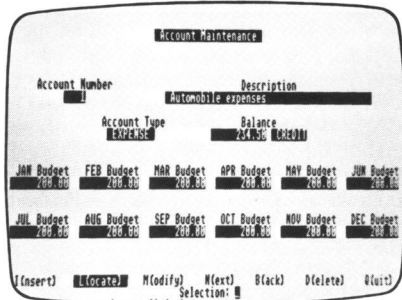 Account Maintenance
Account Number Description
1 Automobile expenses
Account Type Balance
EXPENSE 234.50 CREDIT
JAN Budget FEB Budget MAR Budget APR Budget MAY Budget JUN Budget
200.00 200.00 200.00 200.00 200.00 200.00
JUL Budget AUG Budget SEP Budget OCT Budget NOV Budget DEC Budget
200.00 200.00 200.00 200.00 200.00 200.00
I(nsert) L(ocate) M(odify) N(ext) B(ack) D(elete) Q(uit)
Selection: